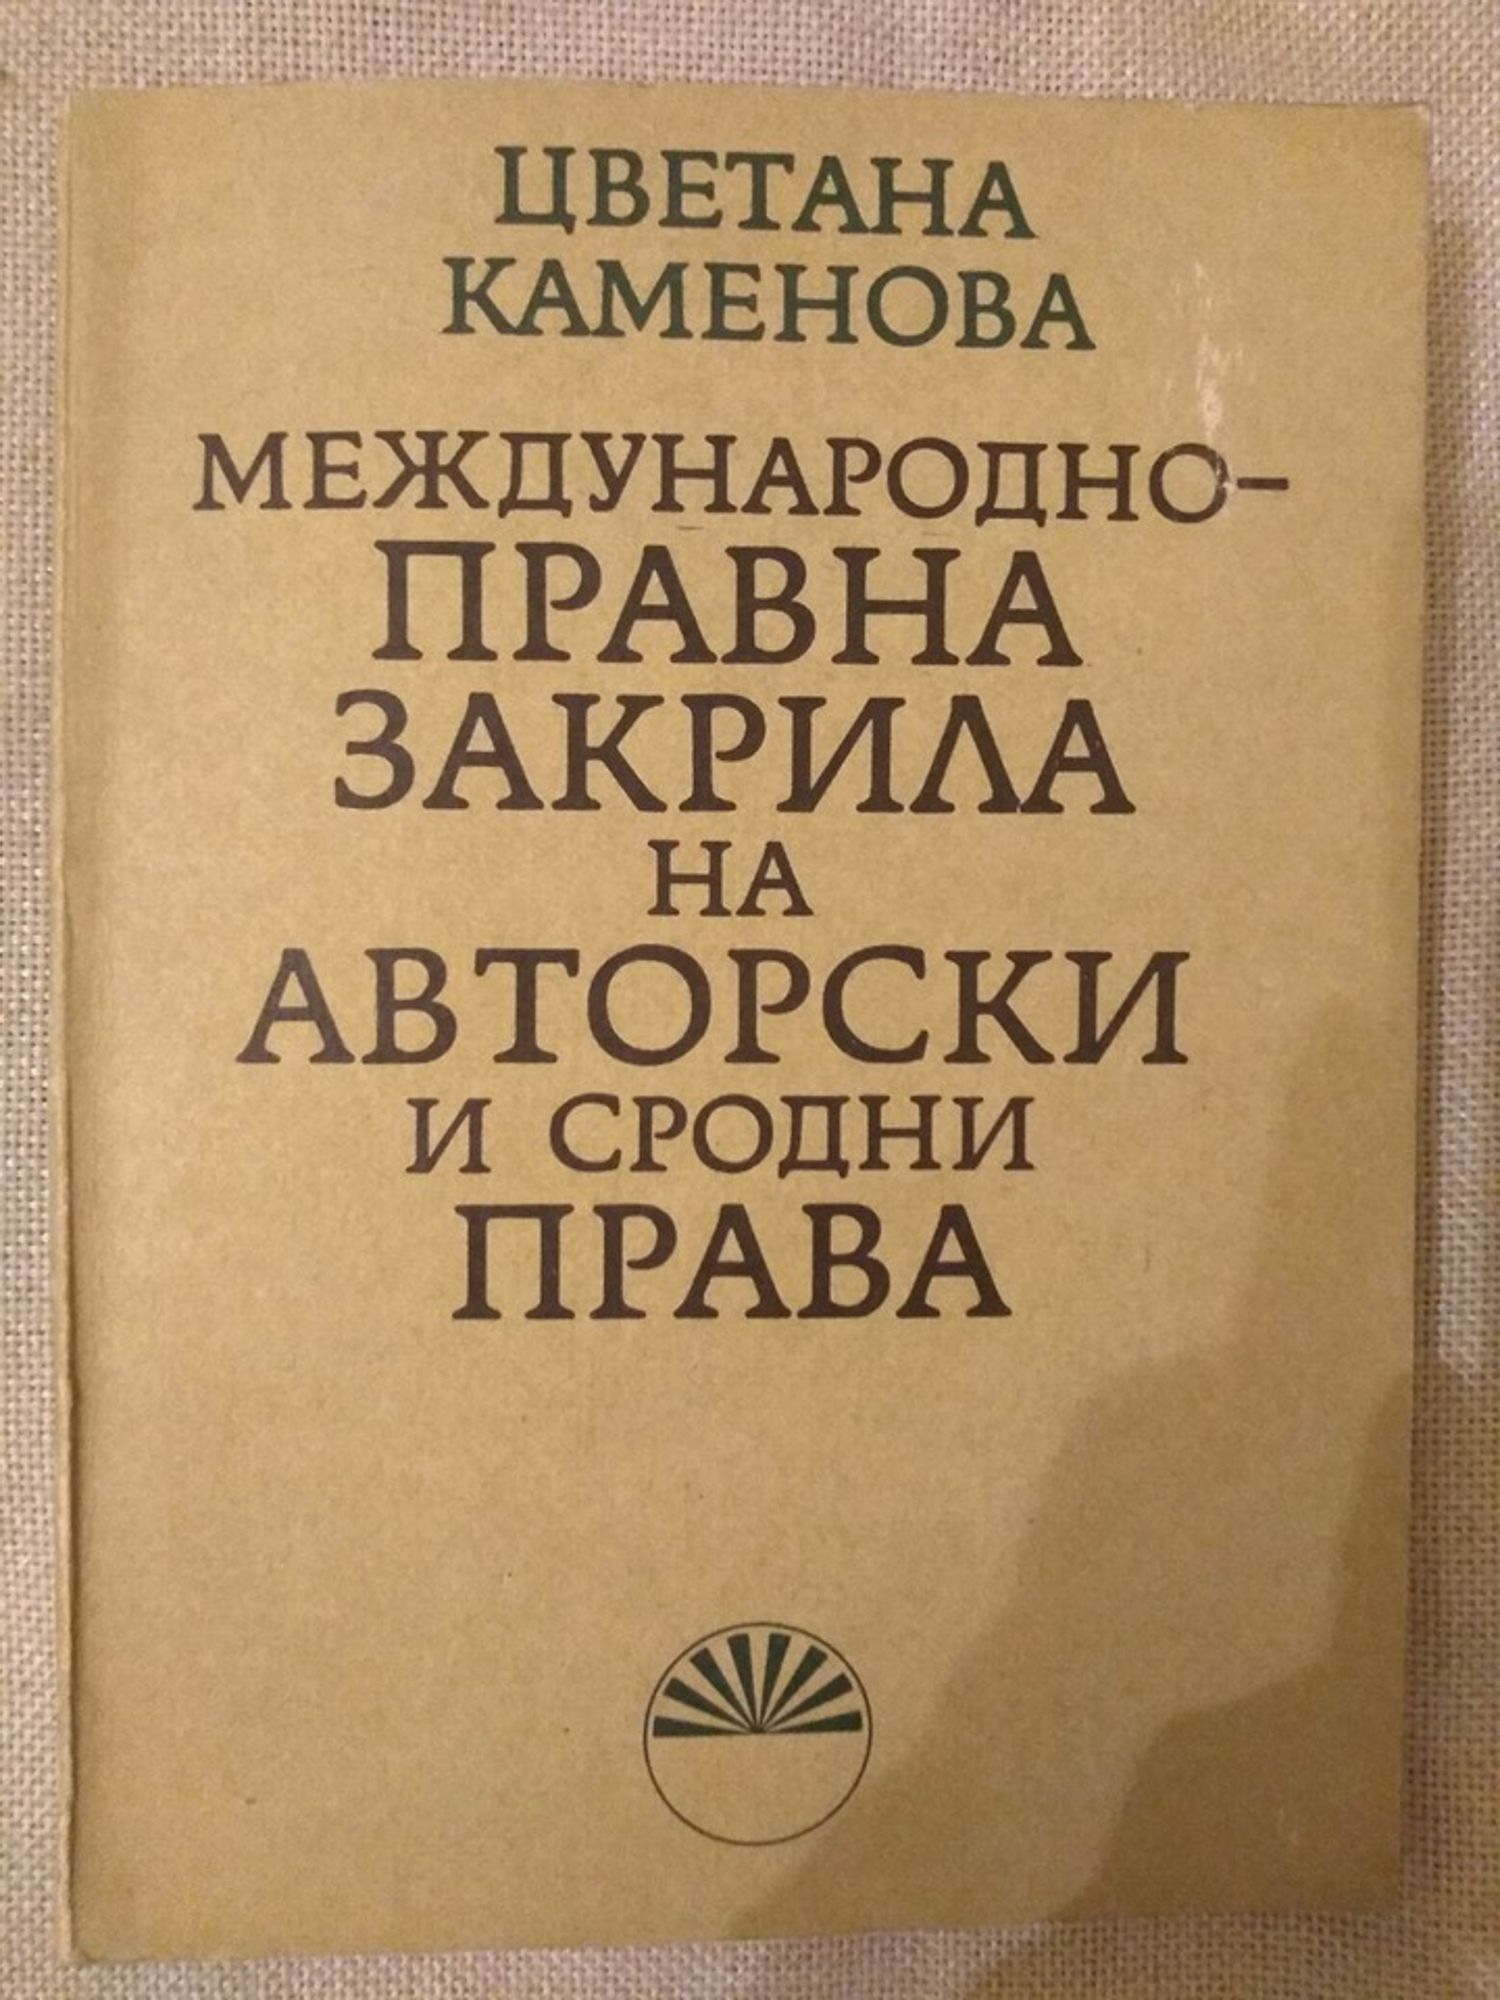 ЦВЕТАНА
КАМЕНОВА
МЕЖДУНАРОДНО-
ПРАВНА
ЗАКРИЛА
НА
АВТОРСКИ
И СРОДНИ
ПРАВА